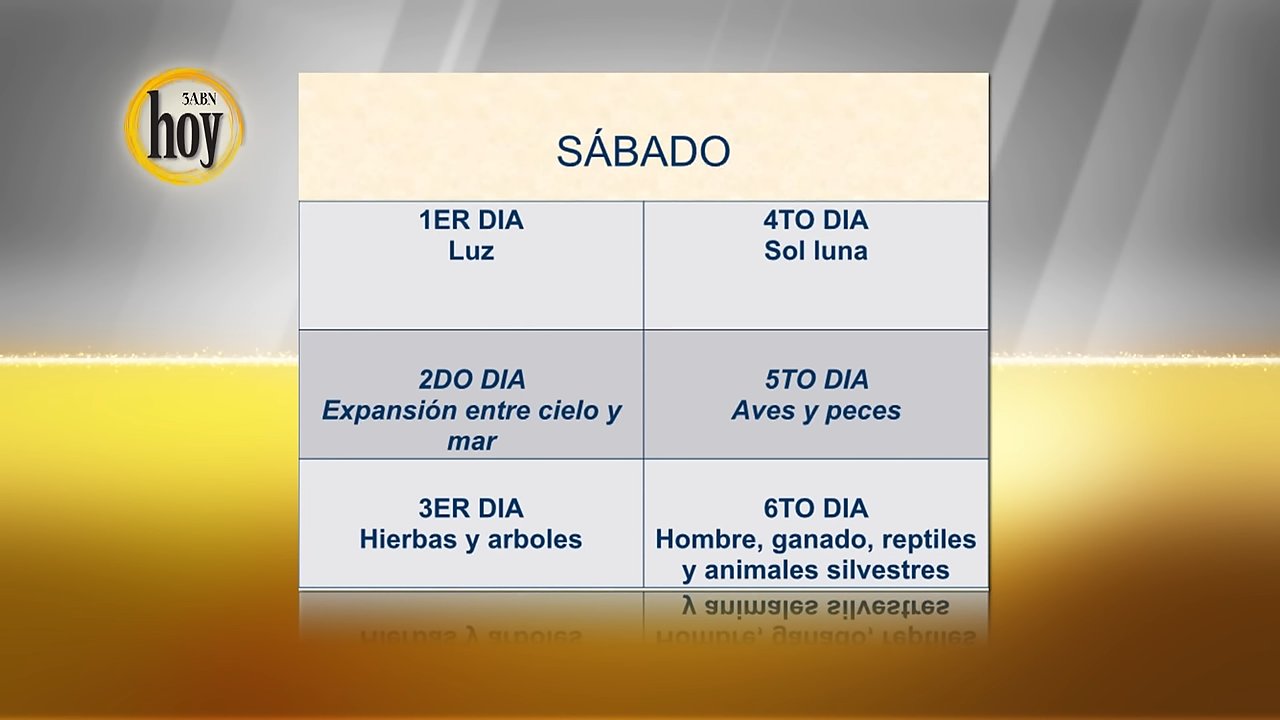 3ABN
hoy
SÁBADO
1ER DIA
Luz
4TO DIA
Sol luna
2DO DIA
Expansión entre cielo y
mar
5TO DIA
Aves y peces
3ER DIA
Hierbas y arboles
6TO DIA
Hombre, ganado, reptiles
y animales silvestres